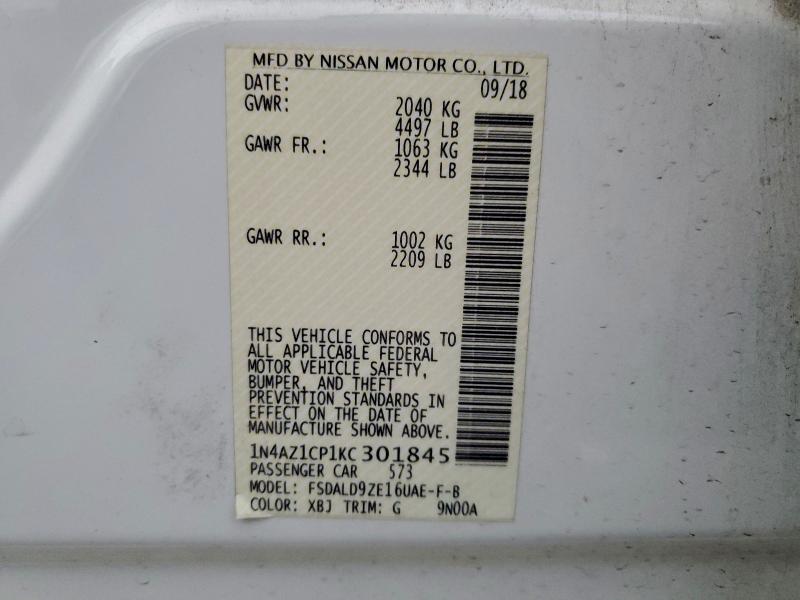 MFD BY NISSAN MOTOR CO., LTD.
DATE: 09/18
GVWR: 2040 KG
4497 LB
GAWR FR.: 1063 KG
2344 LB
GAWR RR.: 1002 KG
2209 LB
THIS VEHICLE CONFORMS TO
ALL APPLICABLE FEDERAL
MOTOR VEHICLE SAFETY,
BUMPER, AND THEFT
PREVENTION STANDARDS IN
EFFECT ON THE DATE OF
MANUFACTURE SHOWN ABOVE.
1N4AZ1CP1KC301845
PASSENGER CAR 573
MODEL: FSDALD9ZE16UAE-F-B
COLOR: XBJ TRIM: G 9N00A